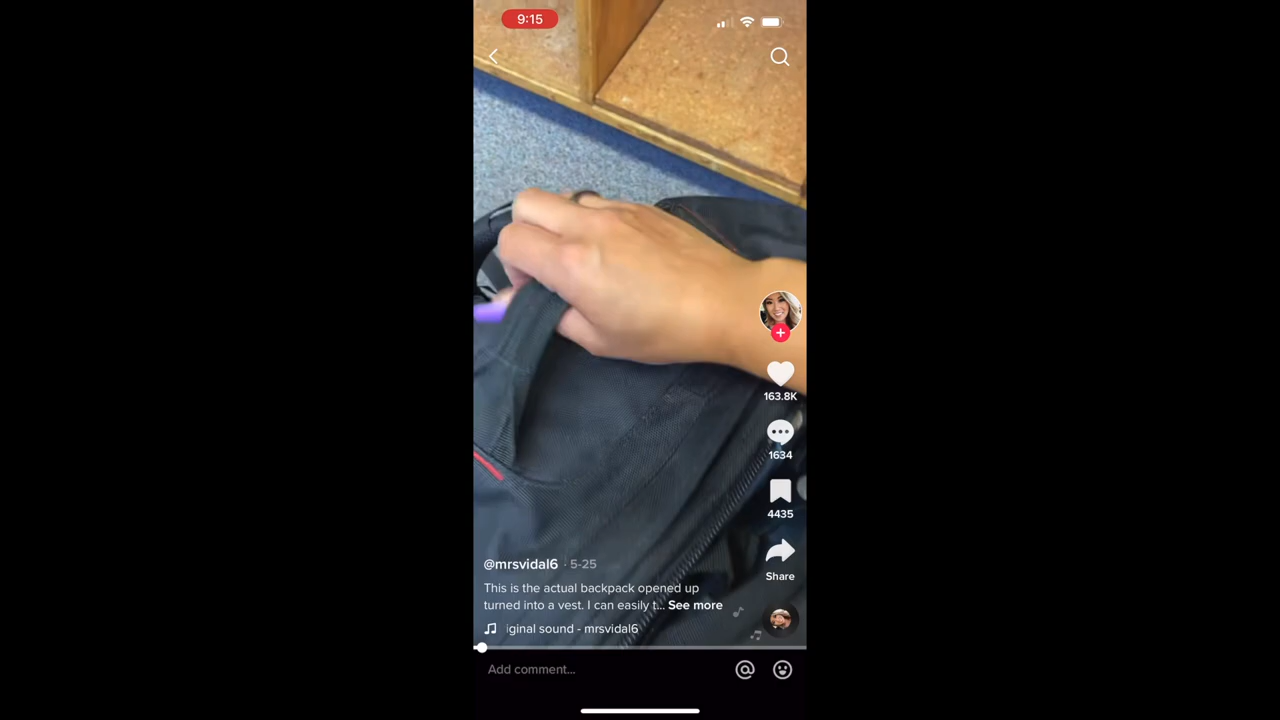 9:15
163.8K
1634
4435
Share
@mrsvidal6 · 5-25
This is the actual backpack opened up
turned into a vest. I can easily t... See more
iginal sound - mrsvidal6
Add comment...